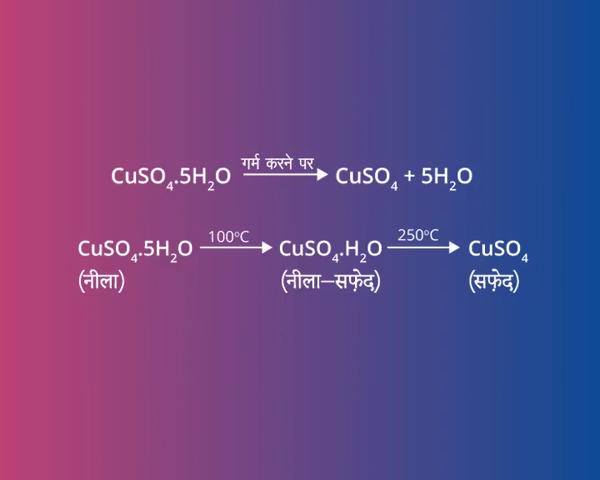 गर्म करने पर
CuSO₄.5H₂O → CuSO₄ + 5H₂O
100°C 250°C
CuSO₄.5H₂O → CuSO₄.H₂O → CuSO₄
(नीला) (नीला–सफ़ेद) (सफ़ेद)